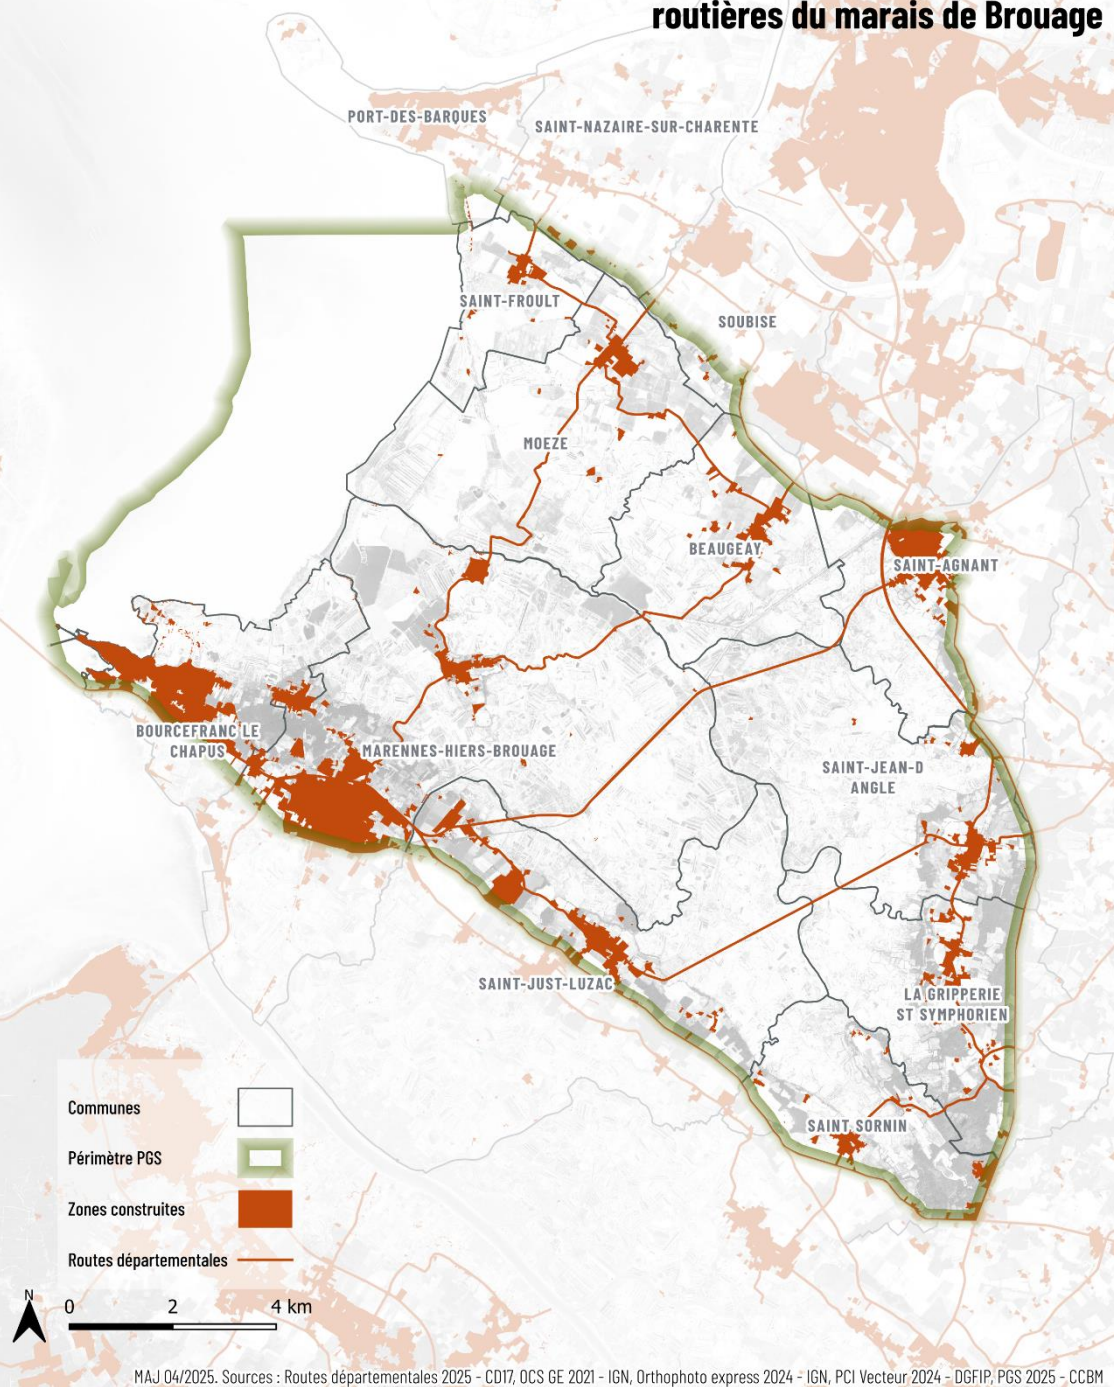 routières du marais de Brouage
PORT-DES-BARQUES
SAINT-NAZAIRE-SUR-CHARENTE
SAINT-FROULT
SOUBISE
MOEZE
BEAUGEAY
SAINT-AGNANT
BOURCEFRANC LE
CHAPUS
MARENNES-HIERS-BROUAGE
SAINT-JEAN-D
ANGLE
SAINT-JUST-LUZAC
LA GRIPPERIE
ST SYMPHORIEN
SAINT SORNIN
Communes
Périmètre PGS
Zones construites
Routes départementales
N
0 2 4 km
MAJ 04/2025. Sources : Routes départementales 2025 - CD17, OCS GE 2021 - IGN, Orthophoto express 2024 - IGN, PCI Vecteur 2024 - DGFIP, PGS 2025 - CCBM